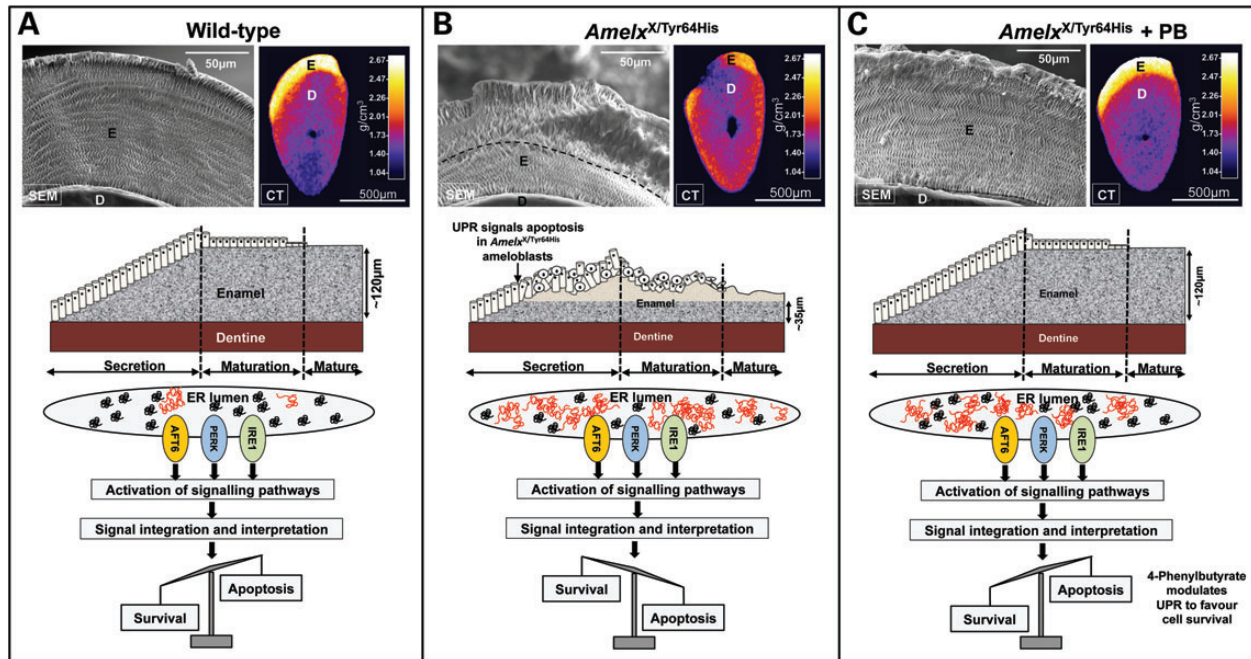 A
Wild-type
50µm
E
SEM
D
E
D
CT
2.67
2.44
2.26
2.01
1.73
1.40
1.04
g/cm3
500µm
Enamel
Dentine
~120µm
Secretion
Maturation
Mature
ER lumen
AFT6
PERK
IRE1
Activation of signalling pathways
Signal integration and interpretation
Survival
Apoptosis
B
AmelxX/Tyr64His
50µm
E
SEM
D
E
D
CT
2.67
2.44
2.26
2.01
1.73
1.40
1.04
g/cm3
500µm
UPR signals apoptosis
in AmelxX/Tyr64His
ameloblasts
Enamel
Dentine
~35µm
Secretion
Maturation
Mature
ER lumen
AFT6
PERK
IRE1
Activation of signalling pathways
Signal integration and interpretation
Survival
Apoptosis
C
AmelxX/Tyr64His + PB
50µm
E
SEM
D
E
D
CT
2.67
2.44
2.26
2.01
1.73
1.40
1.04
g/cm3
500µm
Enamel
Dentine
~120µm
Secretion
Maturation
Mature
ER lumen
AFT6
PERK
IRE1
Activation of signalling pathways
Signal integration and interpretation
Survival
Apoptosis
4-Phenylbutyrate
modulates
UPR to favour
cell survival